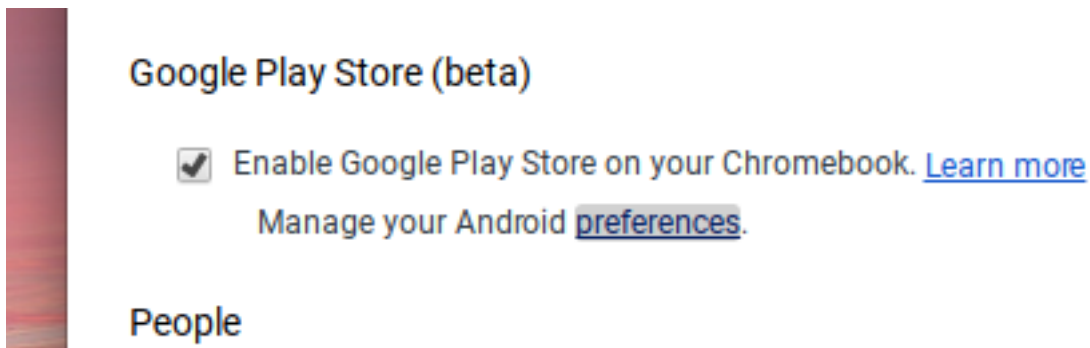 Google Play Store (beta)
Enable Google Play Store on your Chromebook. Learn more
Manage your Android preferences.
People